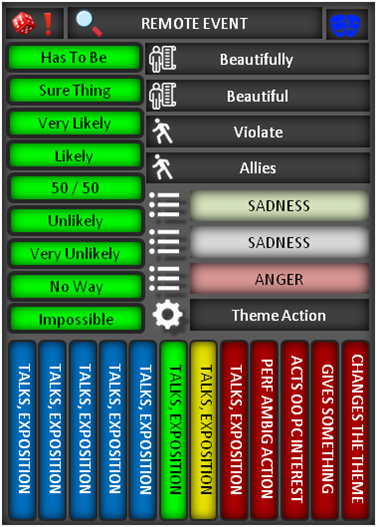 REMOTE EVENT
Has To Be
Beautifully
Sure Thing
Beautiful
Very Likely
Violate
Likely
Allies
50 / 50
SADNESS
Unlikely
SADNESS
Very Unlikely
ANGER
No Way
Theme Action
Impossible
TALKS, EXPOSITION
TALKS, EXPOSITION
TALKS, EXPOSITION
TALKS, EXPOSITION
TALKS, EXPOSITION
TALKS, EXPOSITION
TALKS, EXPOSITION
TALKS, EXPOSITION
PERF AMBIG ACTION
ACTS OO PC INTEREST
GIVES SOMETHING
CHANGES THE THEME